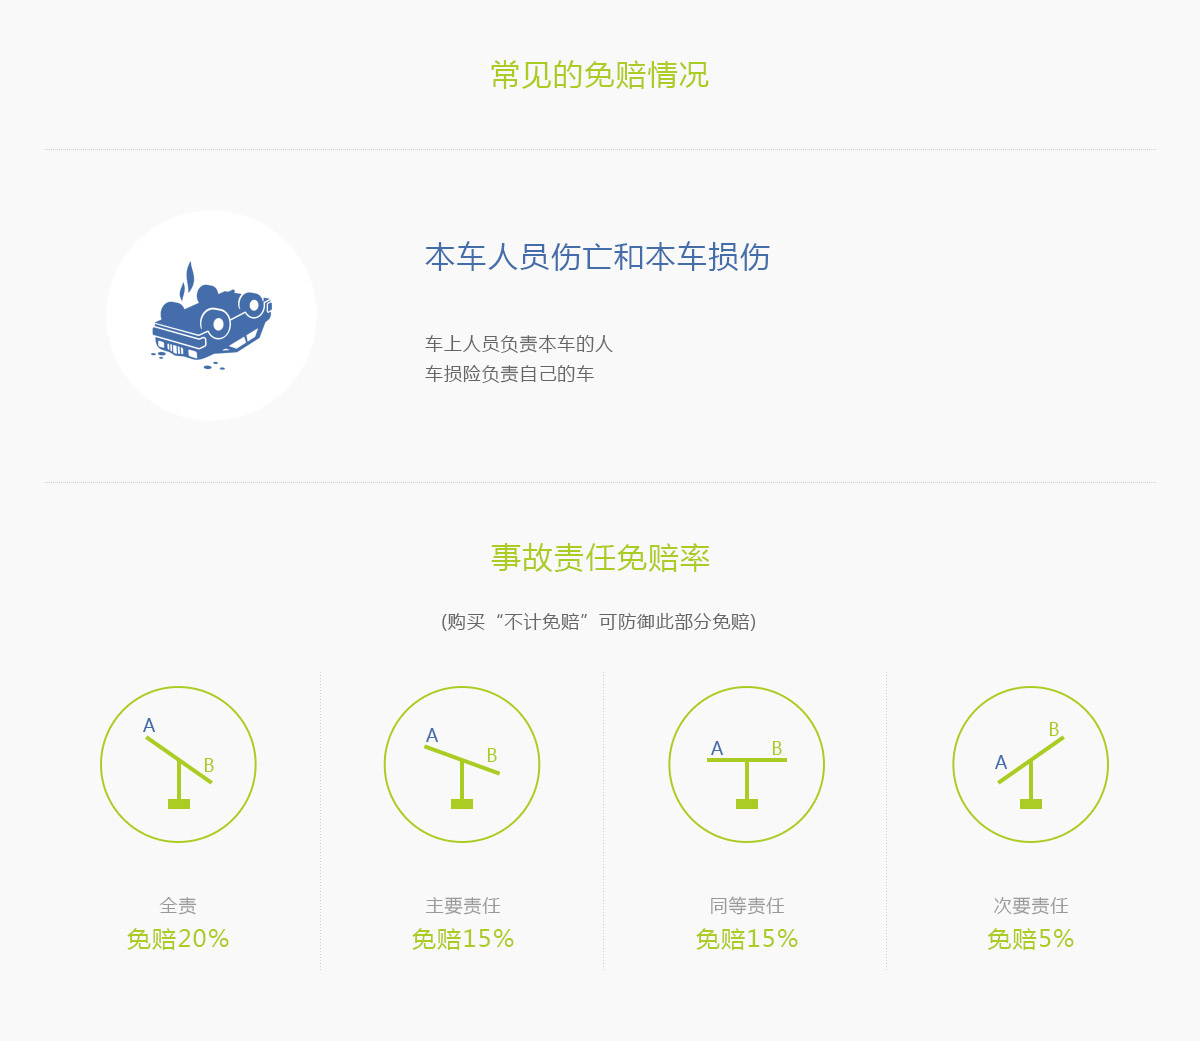 常见的免赔情况
本车人员伤亡和本车损伤
车上人员负责本车的人
车损险负责自己的车
事故责任免赔率
(购买“不计免赔”可防御此部分免赔)
A
B
A
B
A
B
A
B
全责
免赔20%
主要责任
免赔15%
同等责任
免赔15%
次要责任
免赔5%